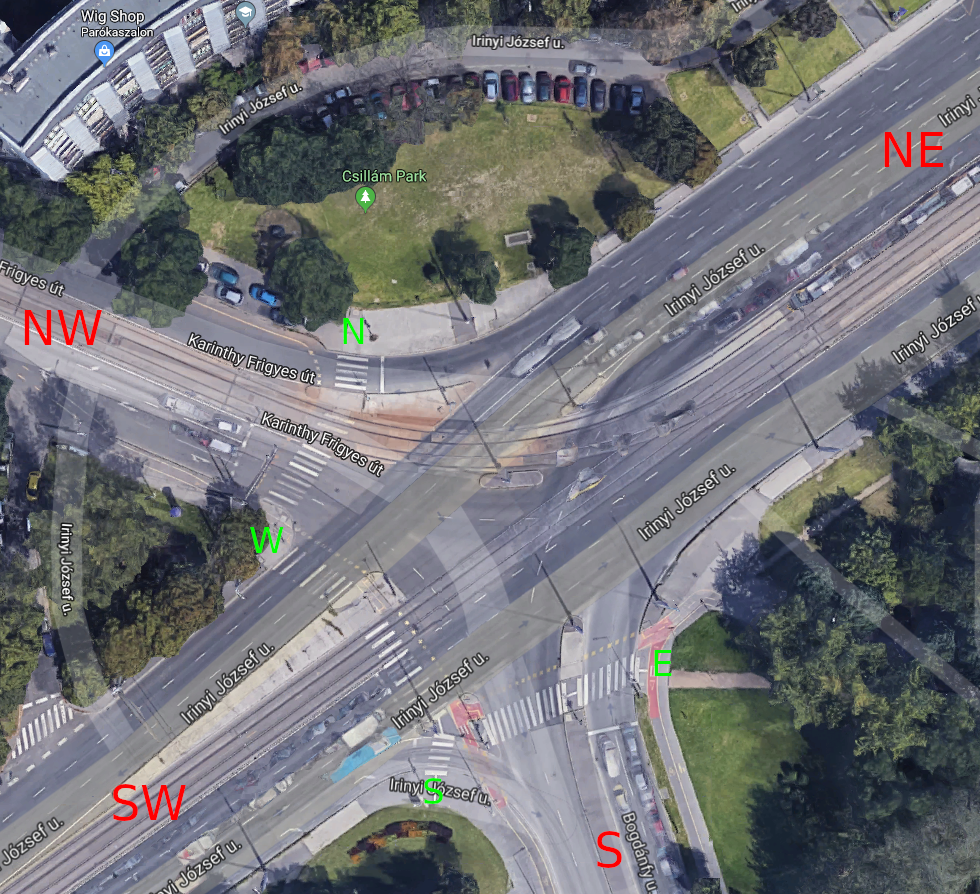 Wig Shop
Parókaszalon
Irinyi József u.
Irinyi József u.
Irinyi
NE
Csillám Park
Irinyi József u.
Frigyes út
NW
N
Karinthy Frigyes út
Irinyi József u.
Karinthy Frigyes út
Irinyi József u.
W
Irinyi József u.
E
Irinyi József u.
Irinyi József u.
SW
Irinyi József u.
S
József u.
S
Bogdánfy u.
József u.